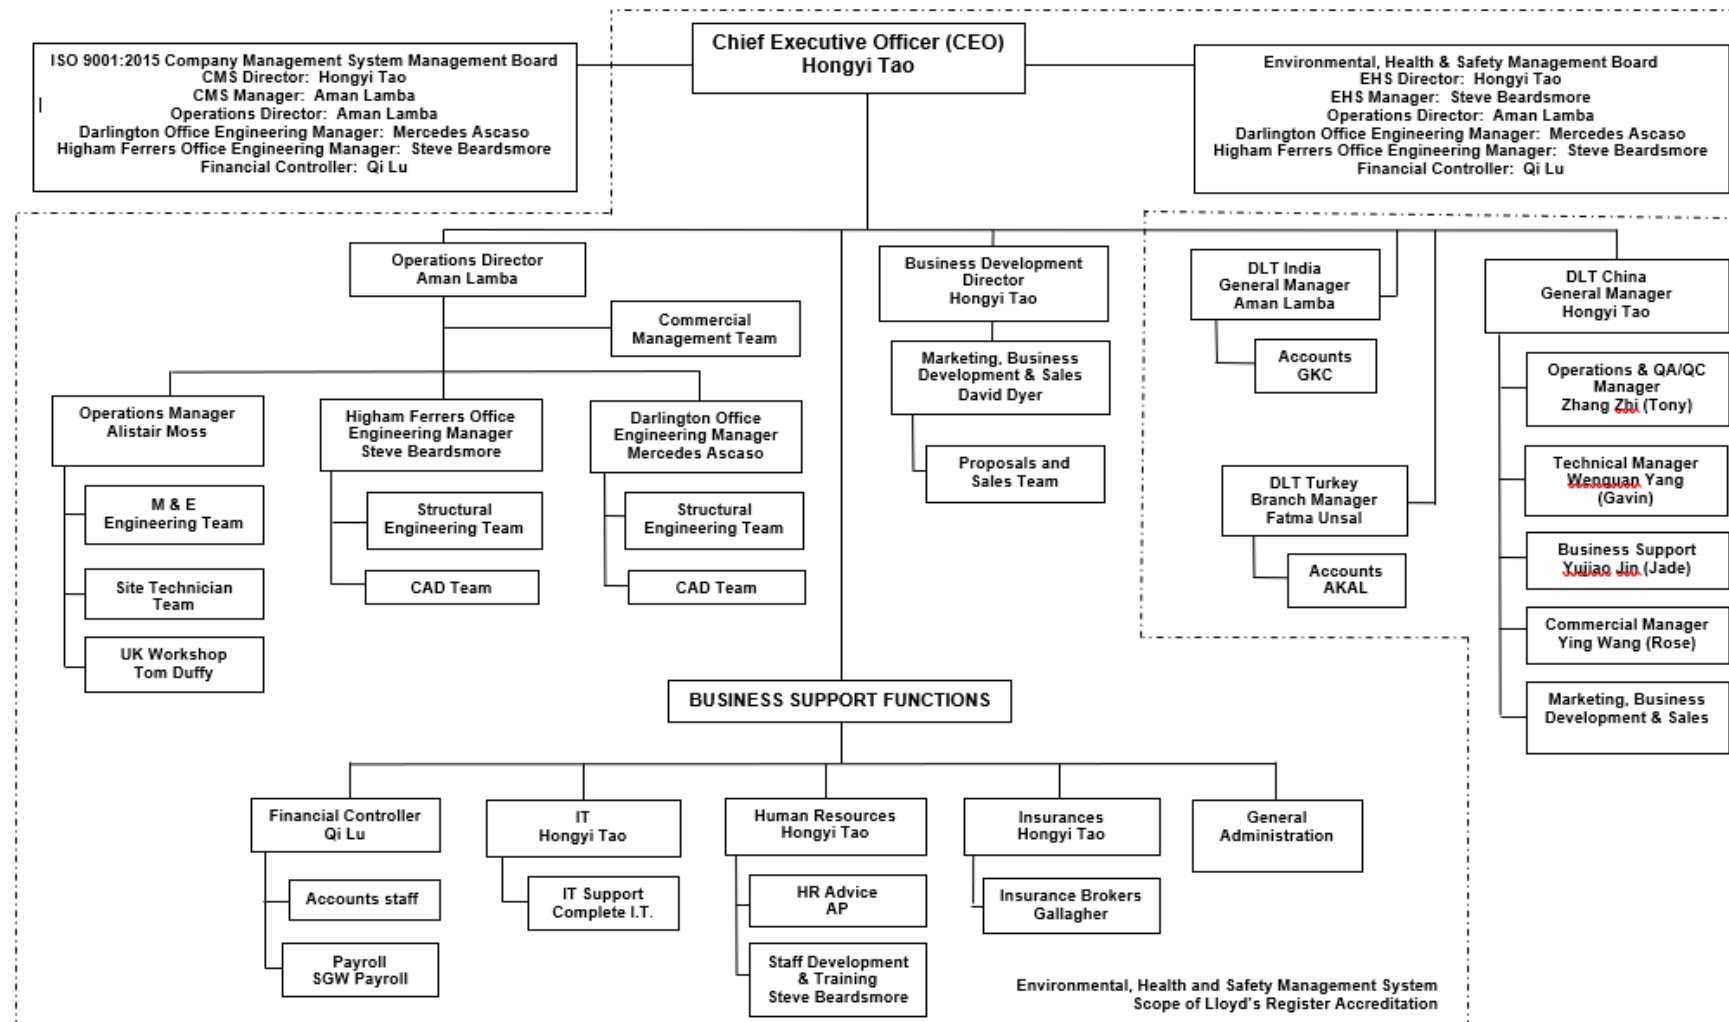 Chief Executive Officer (CEO)
Hongyi Tao
ISO 9001:2015 Company Management System Management Board
CMS Director: Hongyi Tao
CMS Manager: Aman Lamba
Operations Director: Aman Lamba
Darlington Office Engineering Manager: Mercedes Ascaso
Higham Ferrers Office Engineering Manager: Steve Beardsmore
Financial Controller: Qi Lu
Environmental, Health & Safety Management Board
EHS Director: Hongyi Tao
EHS Manager: Steve Beardsmore
Operations Director: Aman Lamba
Darlington Office Engineering Manager: Mercedes Ascaso
Higham Ferrers Office Engineering Manager: Steve Beardsmore
Financial Controller: Qi Lu
Operations Director
Aman Lamba
Commercial
Management Team
Operations Manager
Alistair Moss
M & E
Engineering Team
Site Technician
Team
UK Workshop
Tom Duffy
Higham Ferrers Office
Engineering Manager
Steve Beardsmore
Structural
Engineering Team
CAD Team
Darlington Office
Engineering Manager
Mercedes Ascaso
Structural
Engineering Team
CAD Team
Business Development
Director
Hongyi Tao
Marketing, Business
Development & Sales
David Dyer
Proposals and
Sales Team
DLT India
General Manager
Aman Lamba
Accounts
GKC
DLT Turkey
Branch Manager
Fatma Unsal
Accounts
AKAL
DLT China
General Manager
Hongyi Tao
Operations & QA/QC
Manager
Zhang Zhi (Tony)
Technical Manager
Wenquan Yang
(Gavin)
Business Support
Yujiao Jin (Jade)
Commercial Manager
Ying Wang (Rose)
Marketing, Business
Development & Sales
BUSINESS SUPPORT FUNCTIONS
Financial Controller
Qi Lu
Accounts staff
Payroll
SGW Payroll
IT
Hongyi Tao
IT Support
Complete I.T.
Human Resources
Hongyi Tao
HR Advice
AP
Staff Development
& Training
Steve Beardsmore
Insurances
Hongyi Tao
Insurance Brokers
Gallagher
General
Administration
Environmental, Health and Safety Management System
Scope of Lloyd's Register Accreditation